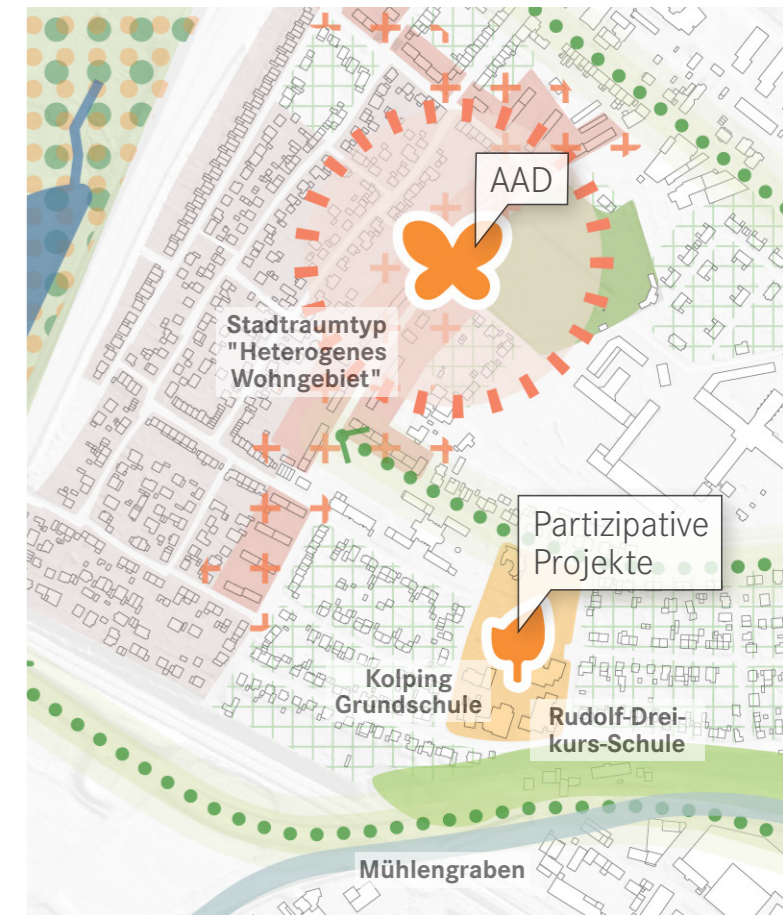 AAD
Stadtraumtyp
"Heterogenes
Wohngebiet"
Partizipative
Projekte
Kolping
Grundschule
Rudolf-Drei-
kurs-Schule
Mühlengraben